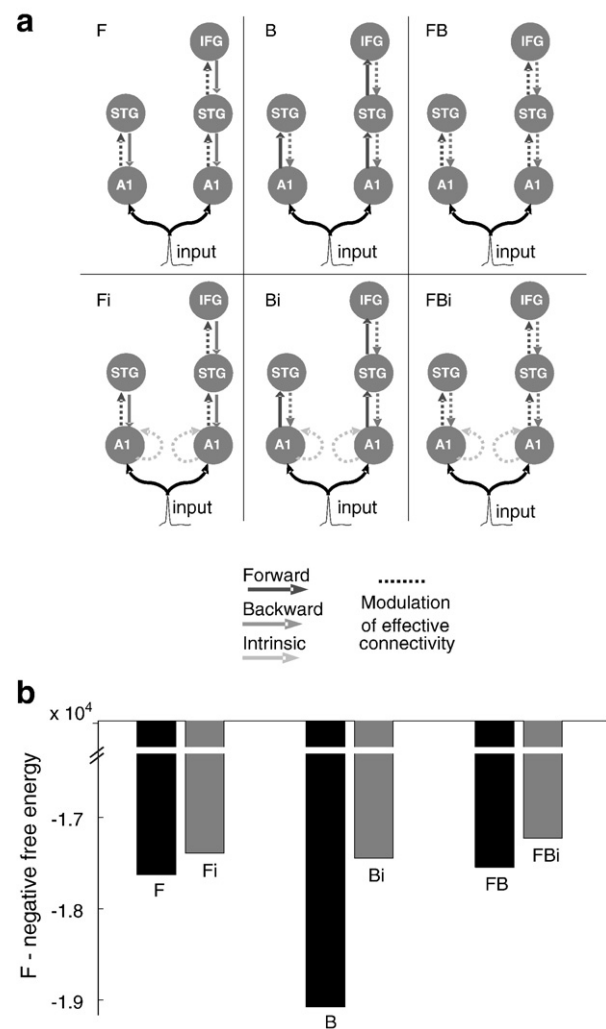 a
F
B
FB
IFG
IFG
IFG
STG
STG
STG
STG
STG
STG
A1
A1
A1
A1
A1
A1
input
input
input
Fi
Bi
FBi
IFG
IFG
IFG
STG
STG
STG
STG
STG
STG
A1
A1
A1
A1
A1
A1
input
input
input
Forward
Backward
Intrinsic
Modulation
of effective
connectivity
b
x 10⁴
F - negative free energy
-1.7
-1.8
-1.9
F
Fi
B
Bi
FB
FBi